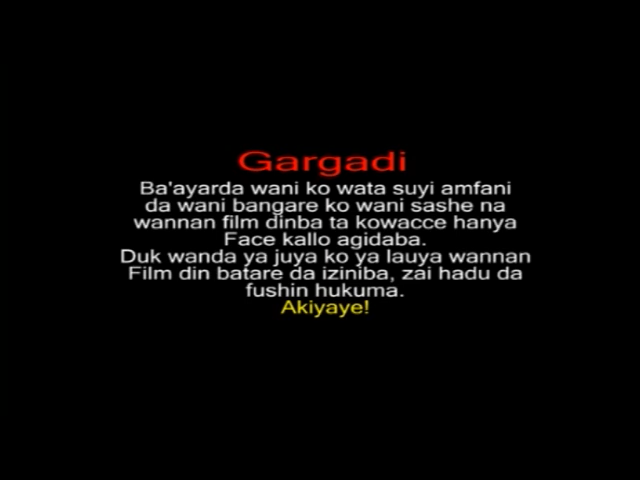 Gargadi
Ba'ayarda wani ko wata suyi amfani
da wani bangare ko wani sashe na
wannan film dinba ta kowacce hanya
Face kallo agidaba.
Duk wanda ya juya ko ya lauya wannan
Film din batare da iziniba, zai hadu da
fushin hukuma.
Akiyaye!